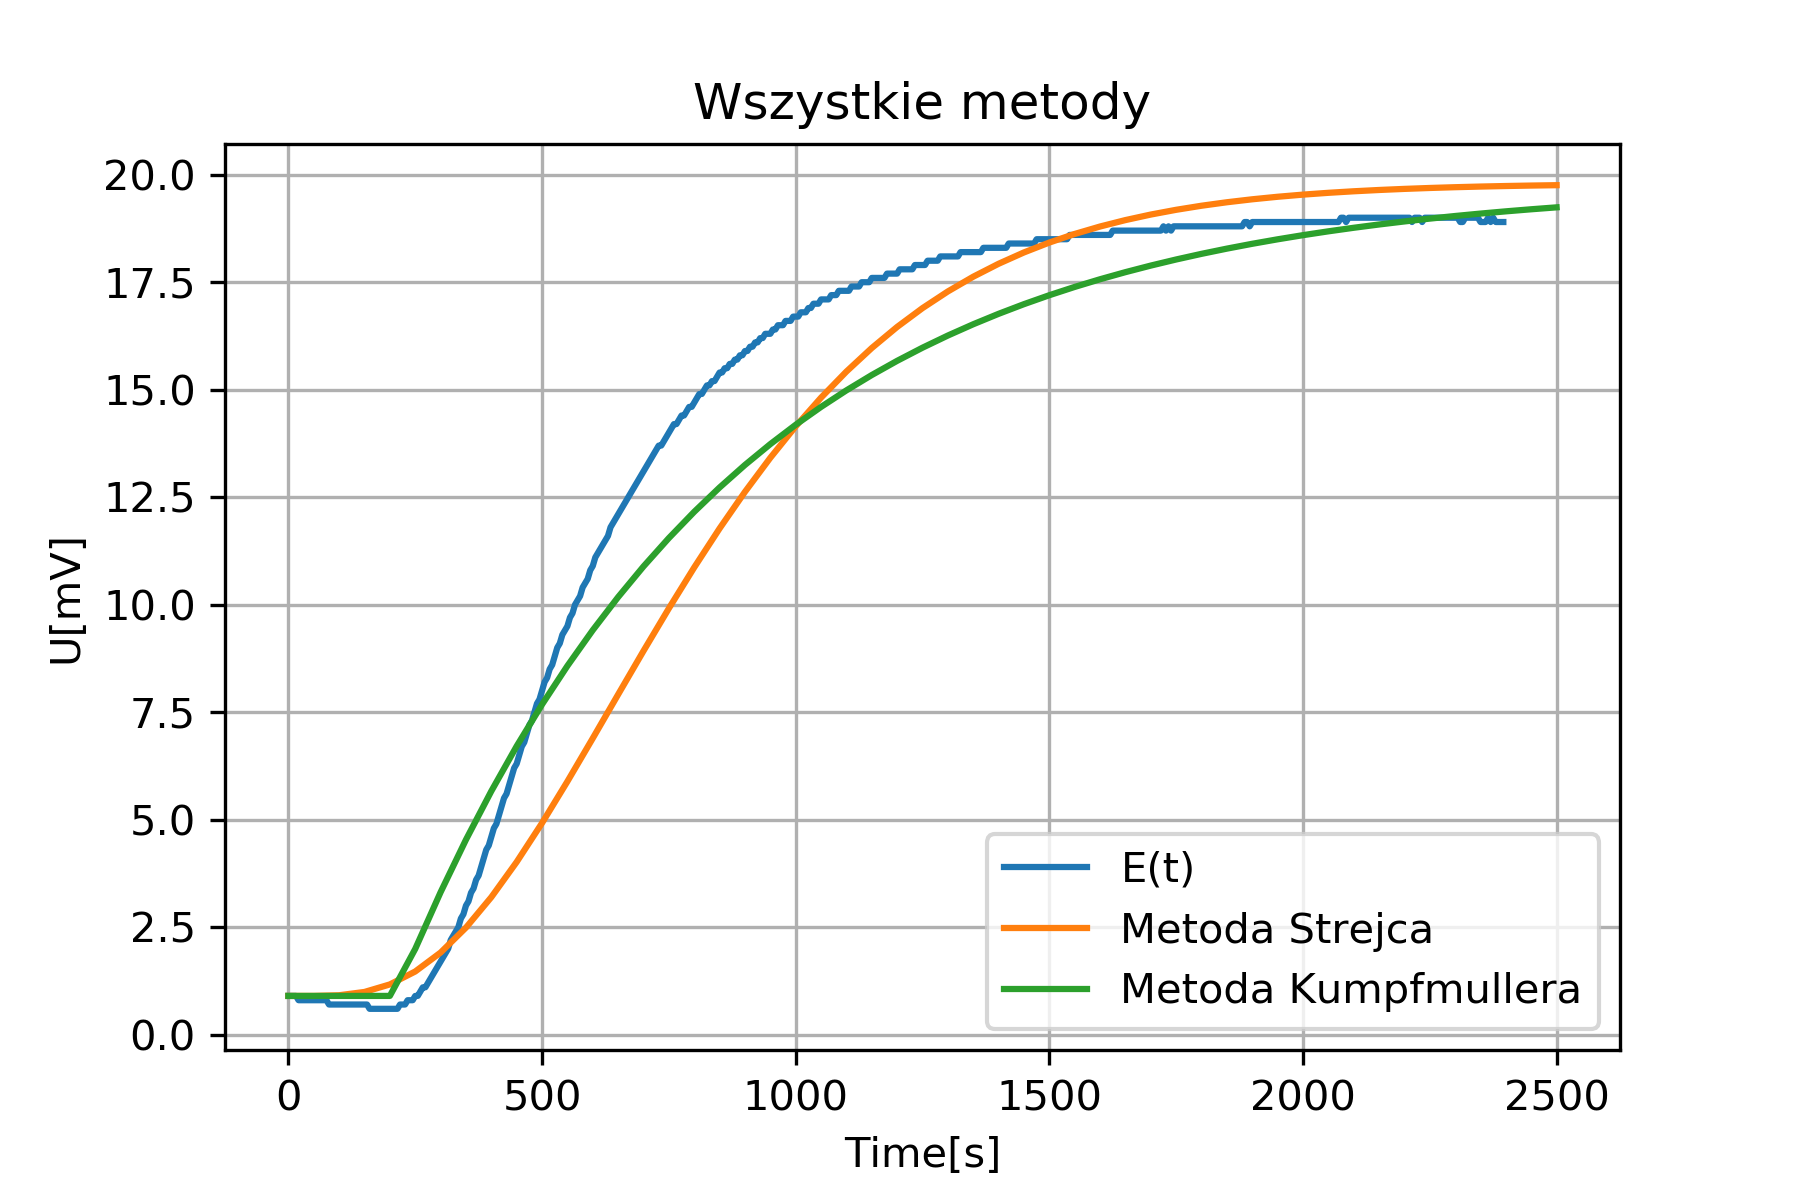 Wszystkie metody
20.0
17.5
15.0
12.5
10.0
7.5
5.0
2.5
0.0
U[mV]
E(t)
Metoda Strejca
Metoda Kumpfmullera
0 500 1000 1500 2000 2500
Time[s]